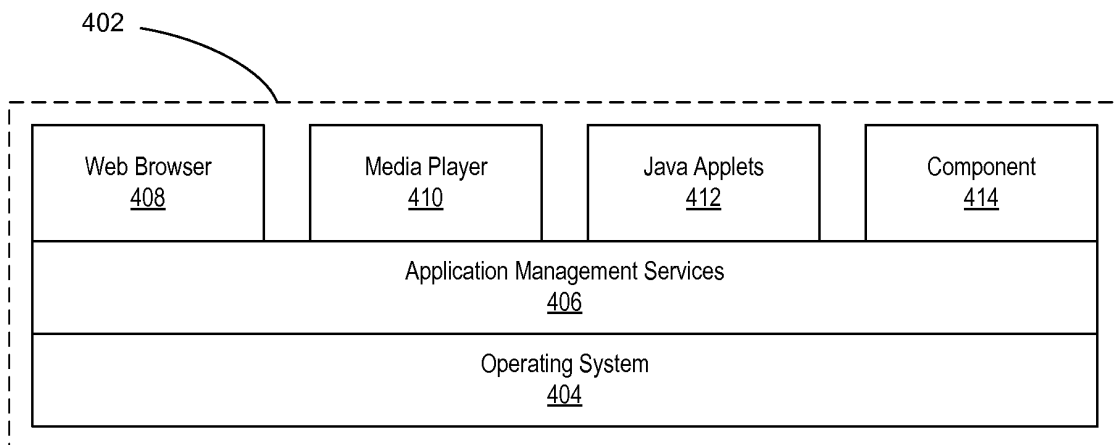 402
Web Browser
408
Media Player
410
Java Applets
412
Component
414
Application Management Services
406
Operating System
404